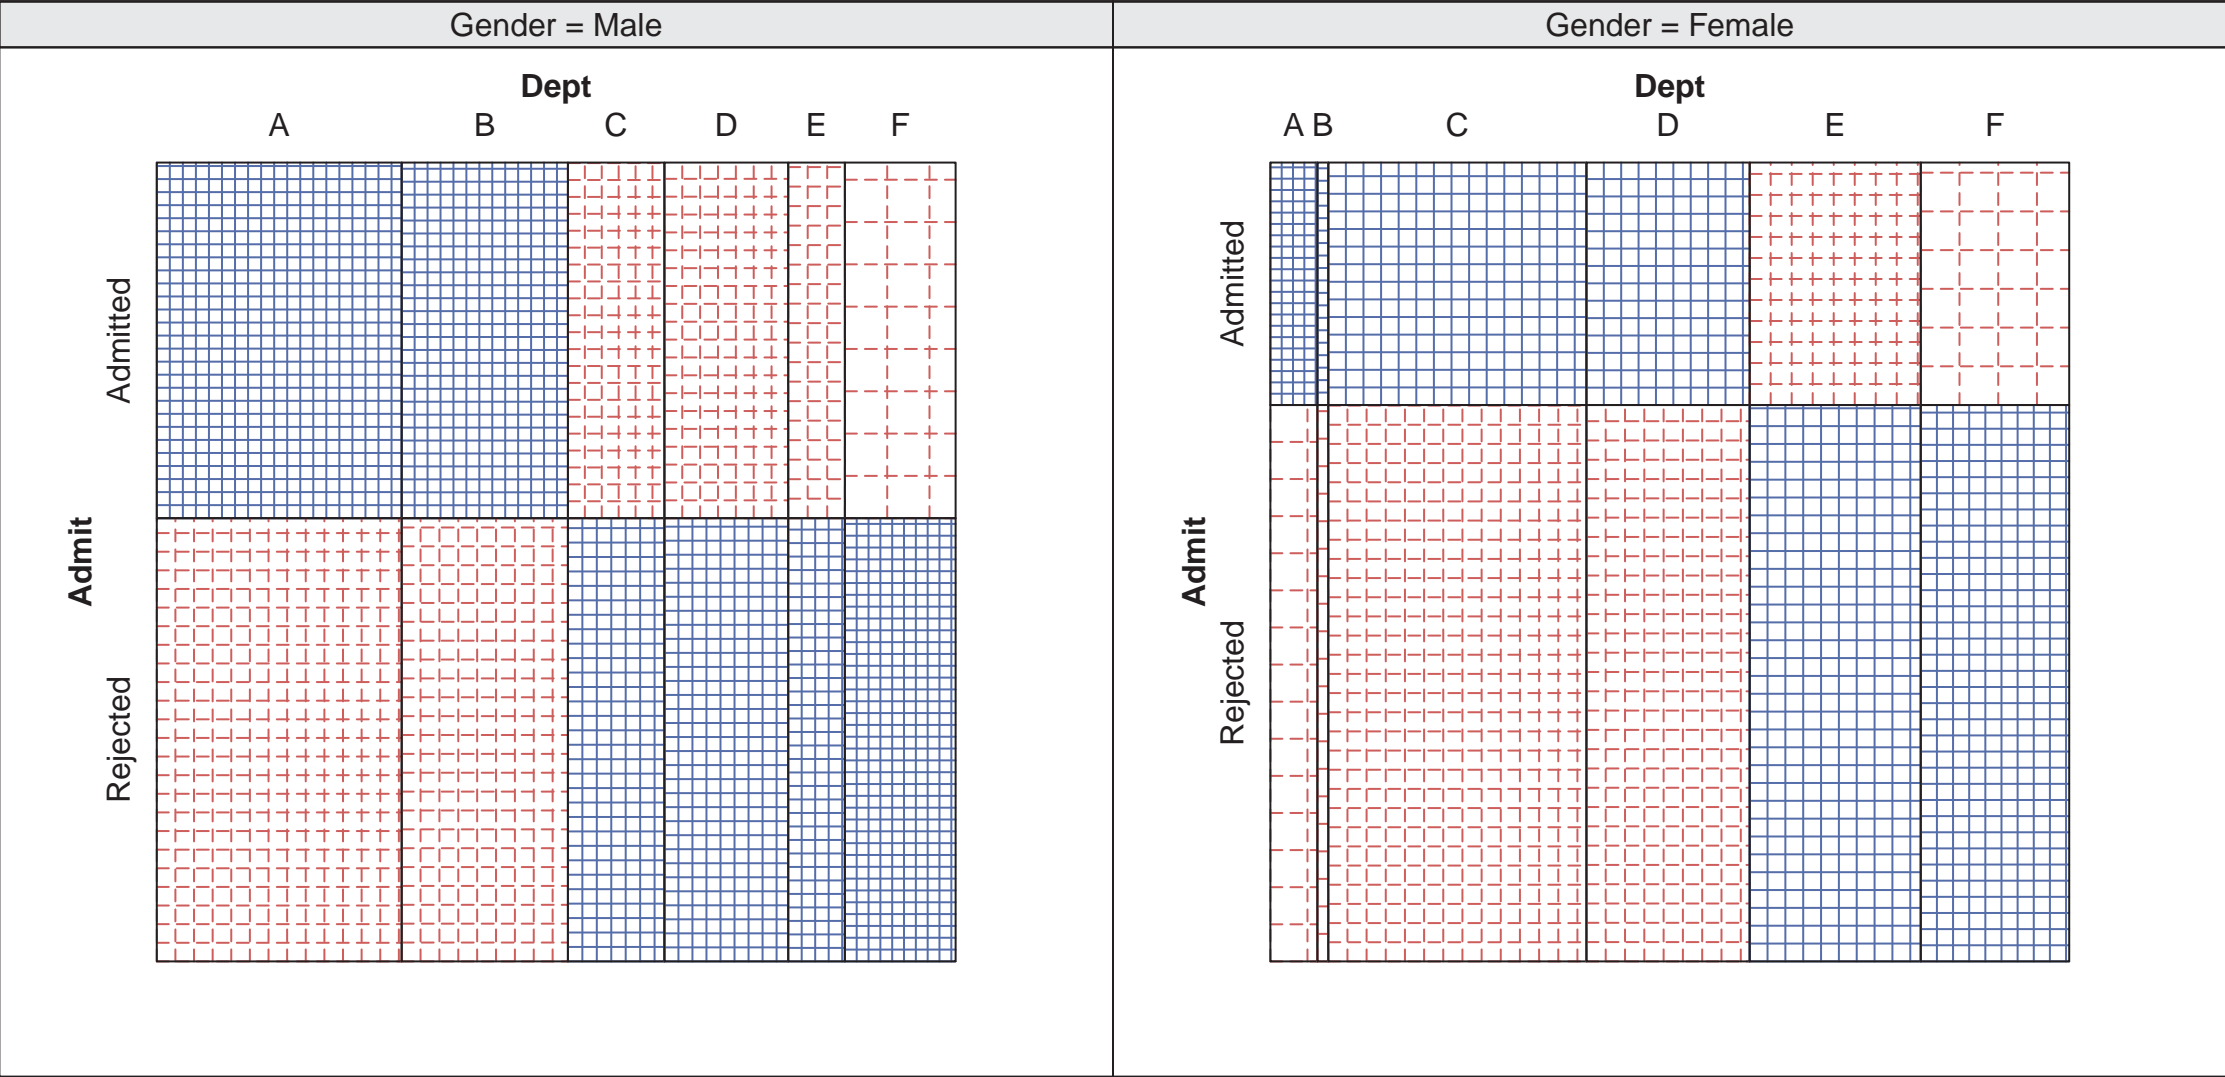 Gender = Male
Dept
A B C D E F
Admit
Admitted
Rejected
Gender = Female
Dept
A B C D E F
Admit
Admitted
Rejected